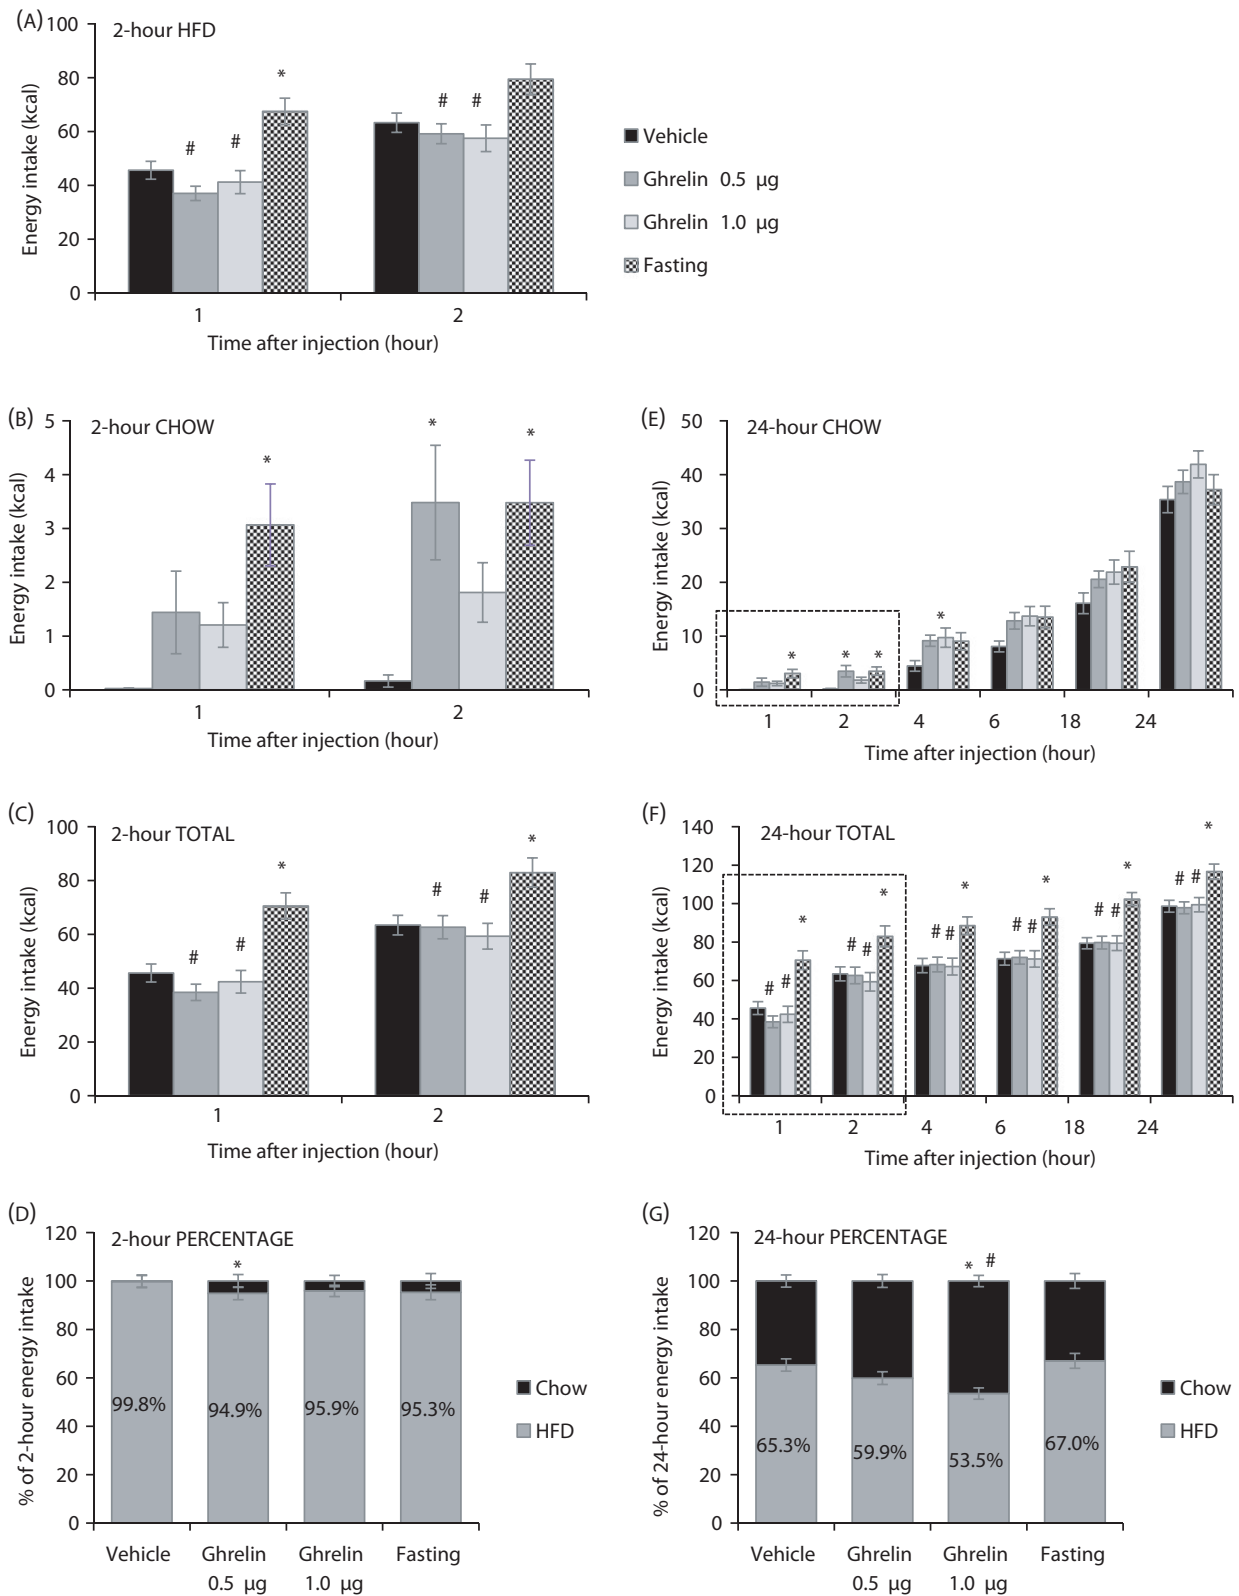 (A)
2-hour HFD
Energy intake (kcal)
100
80
60
40
20
0
*
# #
# #
1 2
Time after injection (hour)
Vehicle
Ghrelin 0.5 µg
Ghrelin 1.0 µg
Fasting
(B)
2-hour CHOW
Energy intake (kcal)
5
4
3
2
1
0
*
* *
1 2
Time after injection (hour)
(E)
24-hour CHOW
Energy intake (kcal)
50
40
30
20
10
0
*
* *
*
1 2 4 6 18 24
Time after injection (hour)
(C)
2-hour TOTAL
Energy intake (kcal)
100
80
60
40
20
0
# # *
# # *
1 2
Time after injection (hour)
(F)
24-hour TOTAL
Energy intake (kcal)
140
120
100
80
60
40
20
0
# # *
# # *
# # *
# # *
# # *
# # *
1 2 4 6 18 24
Time after injection (hour)
(D)
2-hour PERCENTAGE
% of 2-hour energy intake
120
100
80
60
40
20
0
*
99.8% 94.9% 95.9% 95.3%
Vehicle Ghrelin Ghrelin Fasting
0.5 µg 1.0 µg
Chow
HFD
(G)
24-hour PERCENTAGE
% of 24-hour energy intake
120
100
80
60
40
20
0
* #
65.3% 59.9% 53.5% 67.0%
Vehicle Ghrelin Ghrelin Fasting
0.5 µg 1.0 µg
Chow
HFD